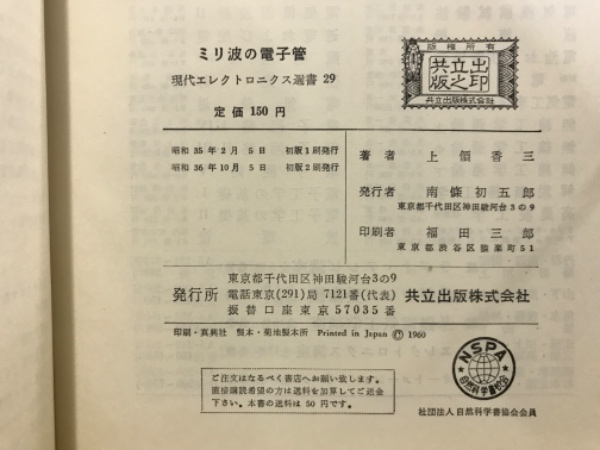 ミリ波の電子管
現代エレクトロニクス選書 29
定価 150 円
版権所有
共立出版之印
共立出版株式会社
昭和 35 年 2 月 5 日 初版 1 刷発行
昭和 36 年 10 月 5 日 初版 2 刷発行
著者 上領香三
発行者 南條初五郎
東京都千代田区神田駿河台 3 の 9
印刷者 福田三郎
東京都渋谷区猿楽町 51
発行所
東京都千代田区神田駿河台3の9
電話東京(291)局 7121番(代表)
振替口座東京 57035 番
共立出版株式会社
印刷・真興社 製本・菊地製本所 Printed in Japan Ⓒ 1960
ご注文はなるべく書店へお願い致します。
直接購読希望の方は送料を加算してご送金
下さい。本書の送料は 50 円です。
NSPA
自然科学書協会
社団法人 自然科学書協会会員